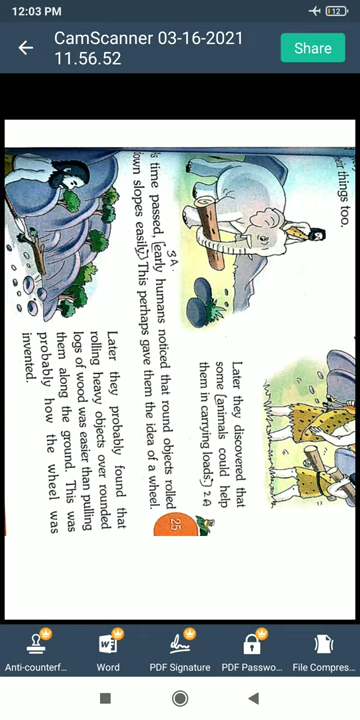 12:03 PM
12
CamScanner 03-16-2021
11.56.52
Share
things too.
Later they discovered that
some [animals could help
them in carrying loads.] 2A
3A.
time passed, [early humans noticed that round objects rolled
down slopes easily.] This perhaps gave them the idea of a wheel.
25
Later they probably found that
rolling heavy objects over rounded
logs of wood was easier than pulling
them along the ground. This was
probably how the wheel was
invented.
Anti-counterf...
Word
PDF Signature
PDF Passwo...
File Compres...